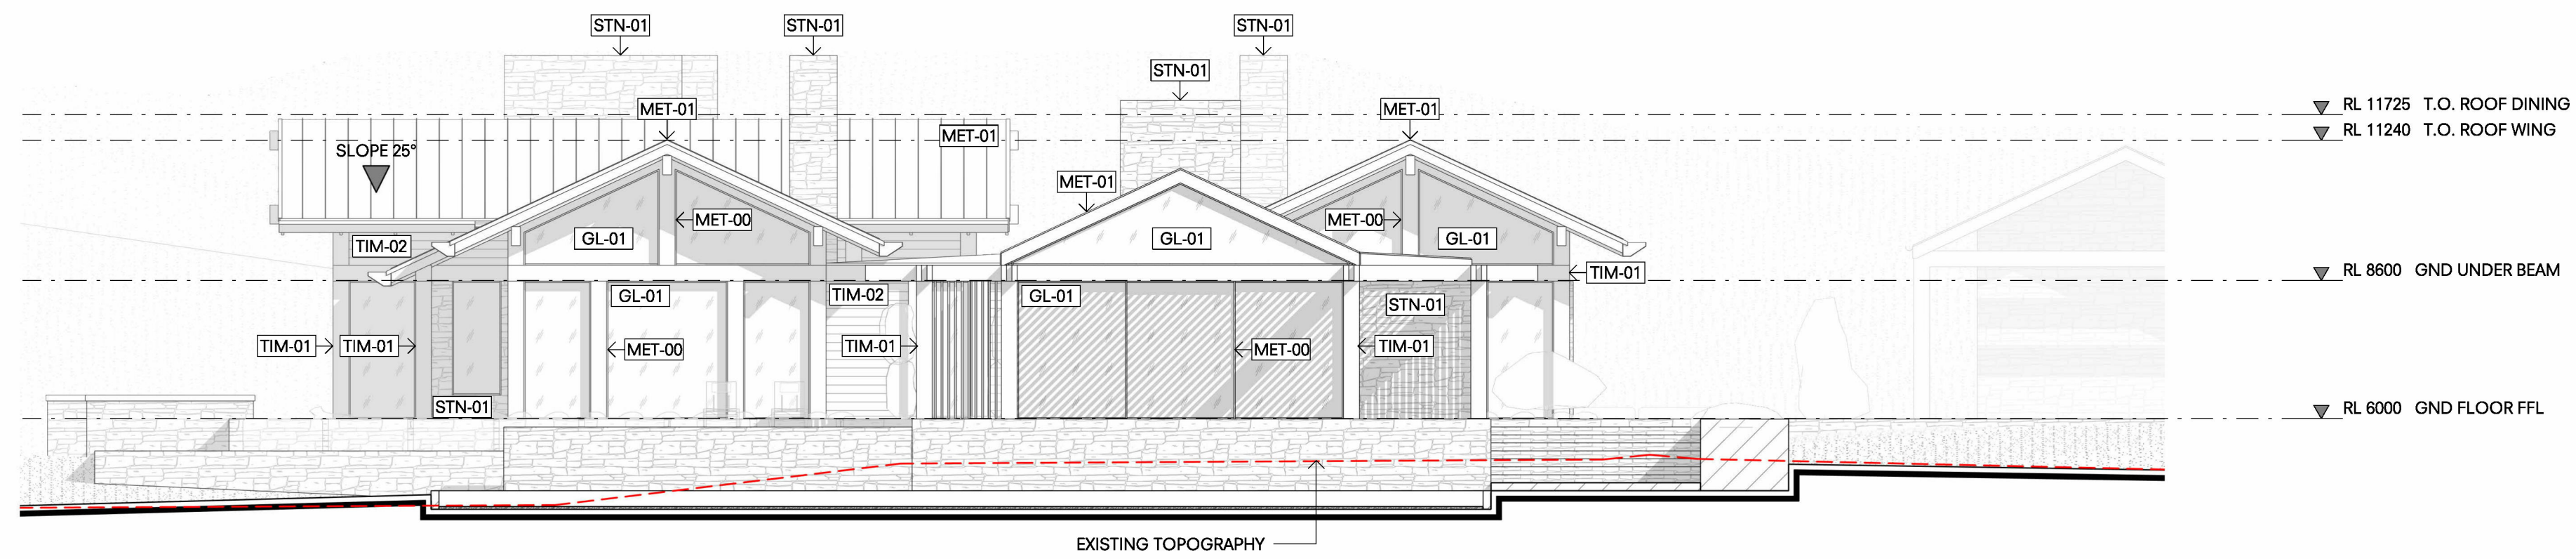 STN-01
STN-01
STN-01
STN-01
MET-01
MET-01
RL 11725 T.O. ROOF DINING
MET-01
RL 11240 T.O. ROOF WING
SLOPE 25°
MET-01
MET-00
MET-00
GL-01
GL-01
GL-01
TIM-02
TIM-01
RL 8600 GND UNDER BEAM
GL-01
TIM-02
GL-01
STN-01
TIM-01
TIM-01
MET-00
TIM-01
MET-00
TIM-01
STN-01
RL 6000 GND FLOOR FFL
EXISTING TOPOGRAPHY